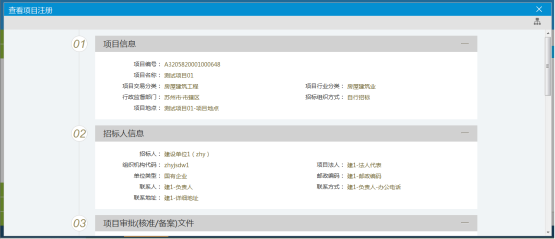 查看项目注册
01 项目信息
项目编号： A3205820001000648
项目名称： 测试项目01
项目交易分类： 房屋建筑工程 项目行业分类： 房屋建筑业
行政监管部门： 苏州市·市辖区 招标组织方式： 自行招标
项目地点： 测试项目01-项目地点
02 招标人信息
招标人： 建设单位1（zhy）
组织机构代码： zhyjsdw1 项目法人： 建1-法人代表
单位类型： 国有企业 邮政编码： 建1-邮政编码
联系人： 建1-负责人 联系方式： 建1-负责人-办公电话
联系地址： 建1-详细地址
03 项目审批(核准/备案)文件